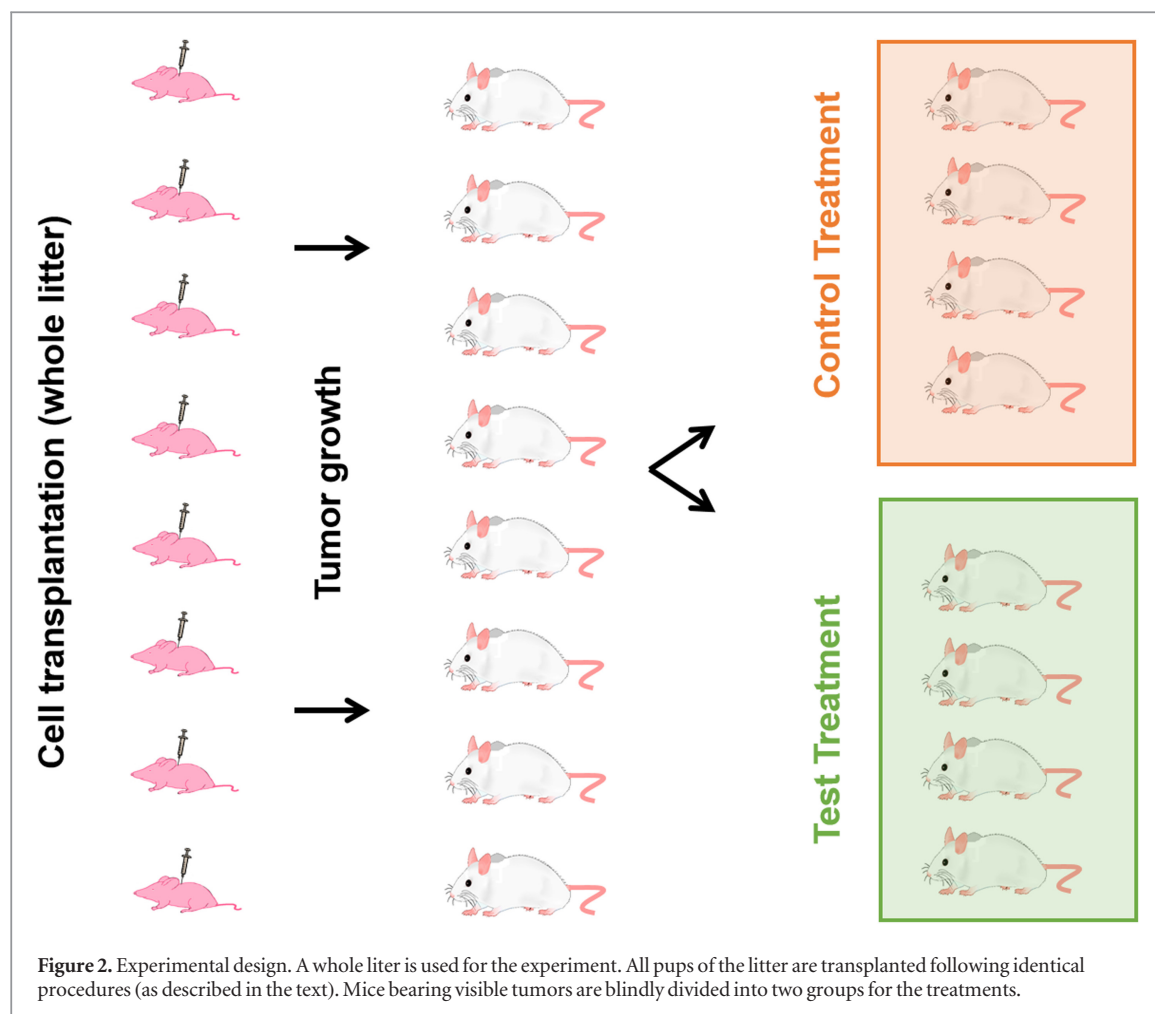 Cell transplantation (whole litter)
Tumor growth
Control Treatment
Test Treatment
Figure 2. Experimental design. A whole liter is used for the experiment. All pups of the litter are transplanted following identical
procedures (as described in the text). Mice bearing visible tumors are blindly divided into two groups for the treatments.